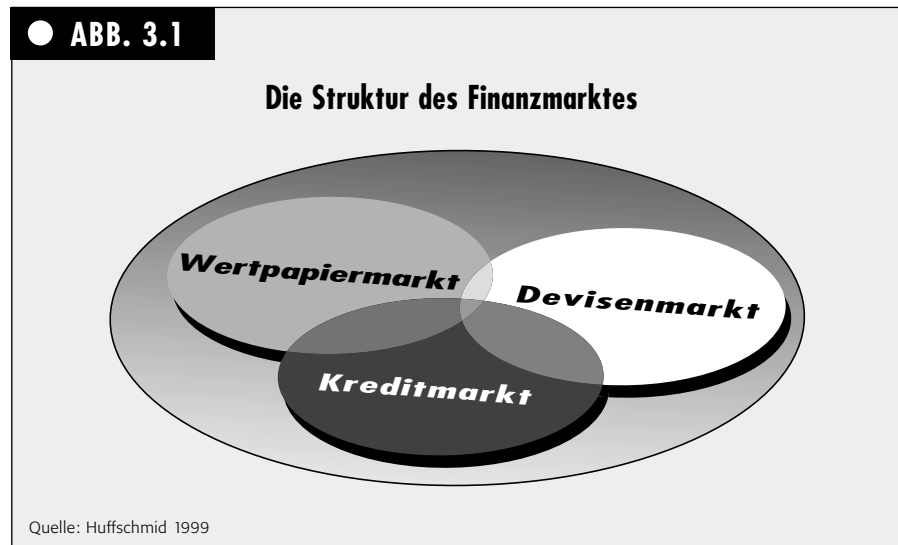 ABB. 3.1
Die Struktur des Finanzmarktes
Wertpapiermarkt
Devisenmarkt
Kreditmarkt
Quelle: Huffschmid 1999